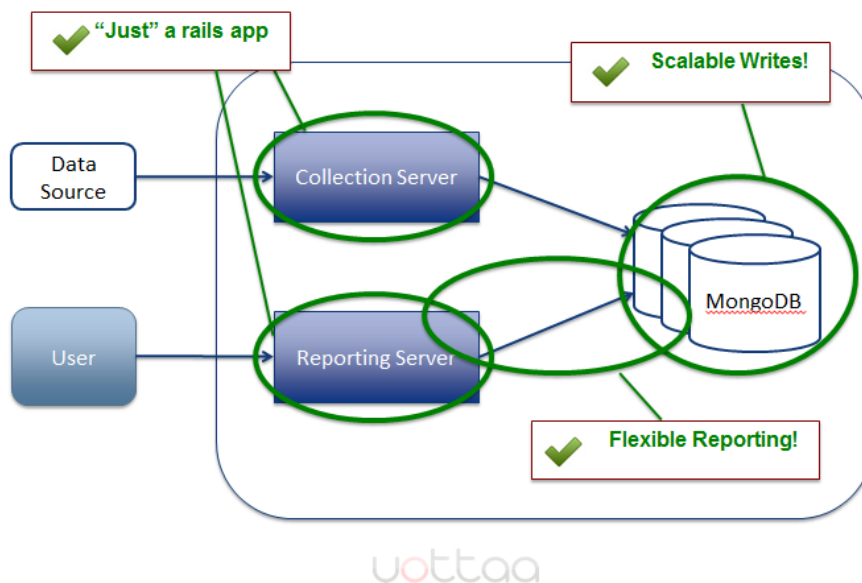 “Just” a rails app
Scalable Writes!
Data
Source
Collection Server
MongoDB
User
Reporting Server
Flexible Reporting!
uottaa